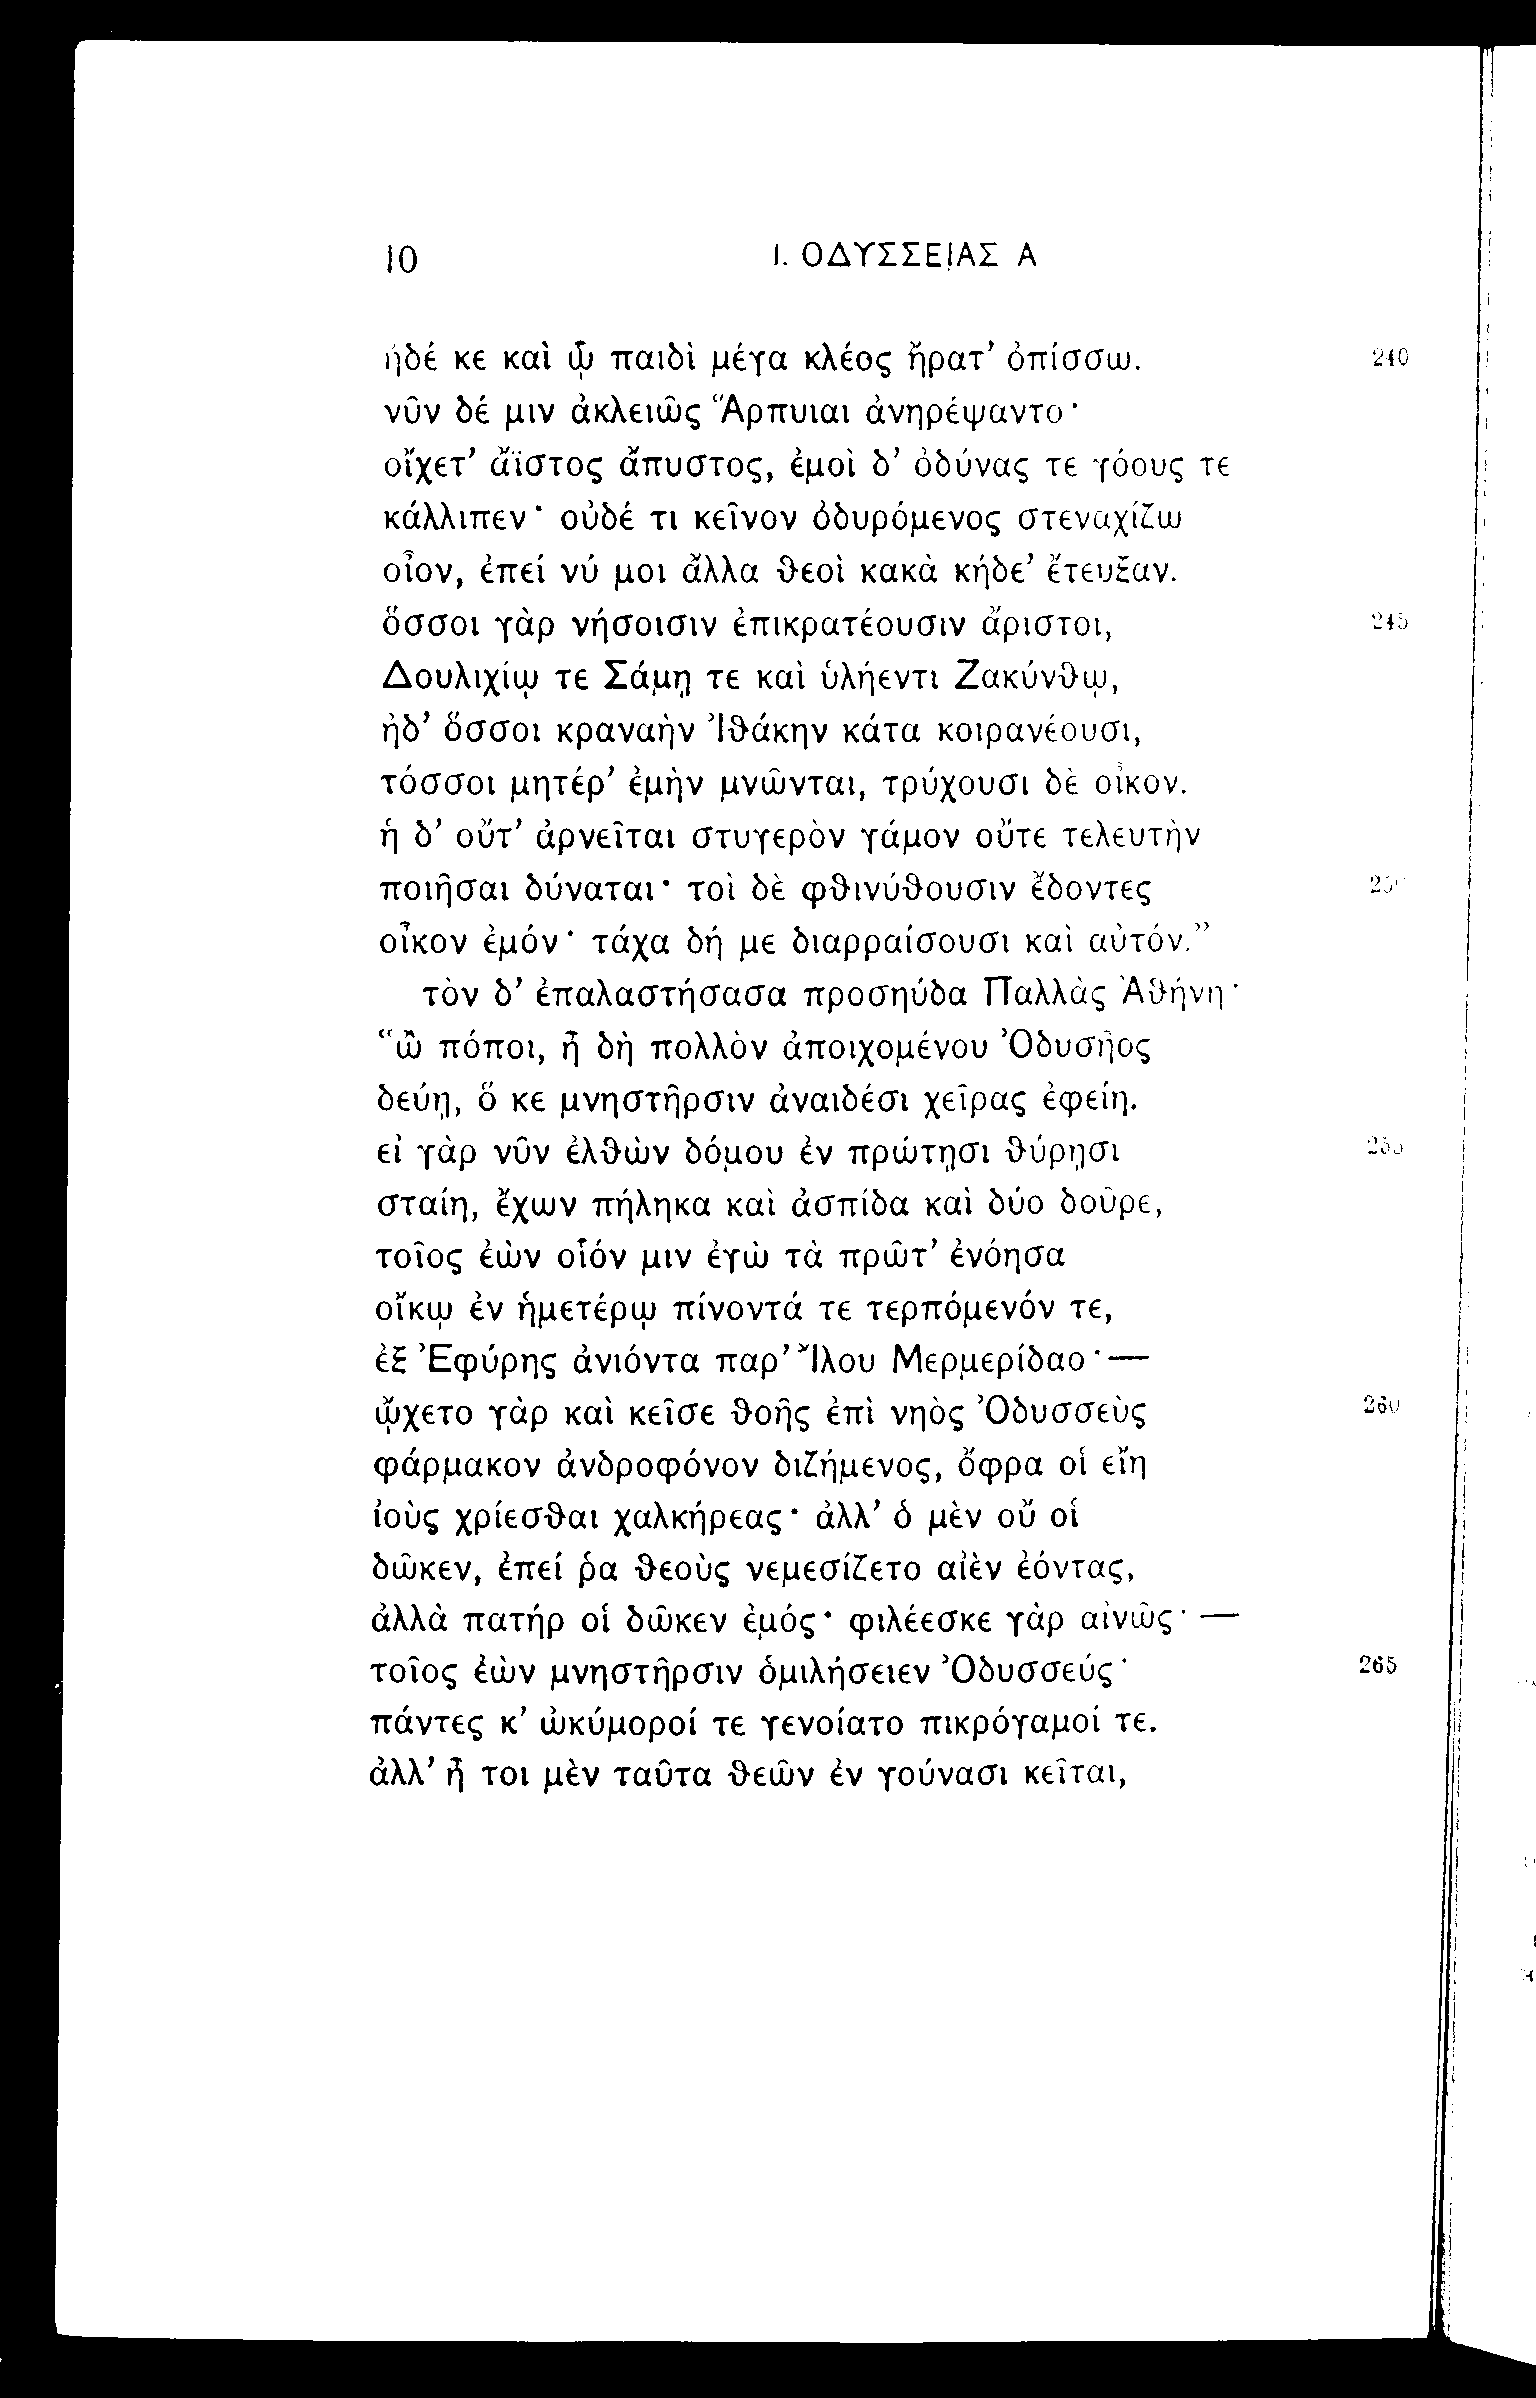 10 I. ΟΔΥΣΣΕΙΑΣ Α
ἠδέ κε καὶ ᾧ παιδὶ μέγα κλέος ἤρατ’ ὀπίσσω. 240
νῦν δέ μιν ἀκλειῶς Ἅρπυιαι ἀνηρέψαντο·
οἴχετ’ ἄϊστος ἄπυστος, ἐμοὶ δ’ ὀδύνας τε γόους τε
κάλλιπεν· οὐδέ τι κεῖνον ὀδυρόμενος στεναχίζω
οἶον, ἐπεί νύ μοι ἄλλα θεοὶ κακὰ κήδε’ ἔτευξαν.
ὅσσοι γὰρ νήσοισιν ἐπικρατέουσιν ἄριστοι, 245
Δουλιχίῳ τε Σάμῃ τε καὶ ὑλήεντι Ζακύνθῳ,
ἠδ’ ὅσσοι κραναὴν Ἰθάκην κάτα κοιρανέουσι,
τόσσοι μητέρ’ ἐμὴν μνῶνται, τρύχουσι δὲ οἶκον.
ἡ δ’ οὔτ’ ἀρνεῖται στυγερὸν γάμον οὔτε τελευτὴν
ποιῆσαι δύναται· τοὶ δὲ φθινύθουσιν ἔδοντες 250
οἶκον ἐμόν· τάχα δή με διαρραίσουσι καὶ αὐτόν.”
τὸν δ’ ἐπαλαστήσασα προσηύδα Παλλὰς Ἀθήνη·
“ὢ πόποι, ἦ δὴ πολλὸν ἀποιχομένου Ὀδυσῆος
δεύῃ, ὅ κε μνηστῆρσιν ἀναιδέσι χεῖρας ἐφείη.
εἰ γὰρ νῦν ἐλθὼν δόμου ἐν πρώτῃσι θύρῃσι 255
σταίη, ἔχων πήληκα καὶ ἀσπίδα καὶ δύο δοῦρε,
τοῖος ἐὼν οἷόν μιν ἐγὼ τὰ πρῶτ’ ἐνόησα
οἴκῳ ἐν ἡμετέρῳ πίνοντά τε τερπόμενόν τε,
ἐξ Ἐφύρης ἀνιόντα παρ’ Ἴλου Μερμερίδαο· —
ᾤχετο γὰρ καὶ κεῖσε θοῆς ἐπὶ νηὸς Ὀδυσσεὺς 260
φάρμακον ἀνδροφόνον διζήμενος, ὄφρα οἱ εἴη
ἰοὺς χρίεσθαι χαλκήρεας· ἀλλ’ ὁ μὲν οὔ οἱ
δῶκεν, ἐπεί ῥα θεοὺς νεμεσίζετο αἰὲν ἐόντας,
ἀλλὰ πατήρ οἱ δῶκεν ἐμός· φιλέεσκε γὰρ αἰνῶς· —
τοῖος ἐὼν μνηστῆρσιν ὁμιλήσειεν Ὀδυσσεύς· 265
πάντες κ’ ὠκύμοροί τε γενοίατο πικρόγαμοί τε.
ἀλλ’ ἦ τοι μὲν ταῦτα θεῶν ἐν γούνασι κεῖται,